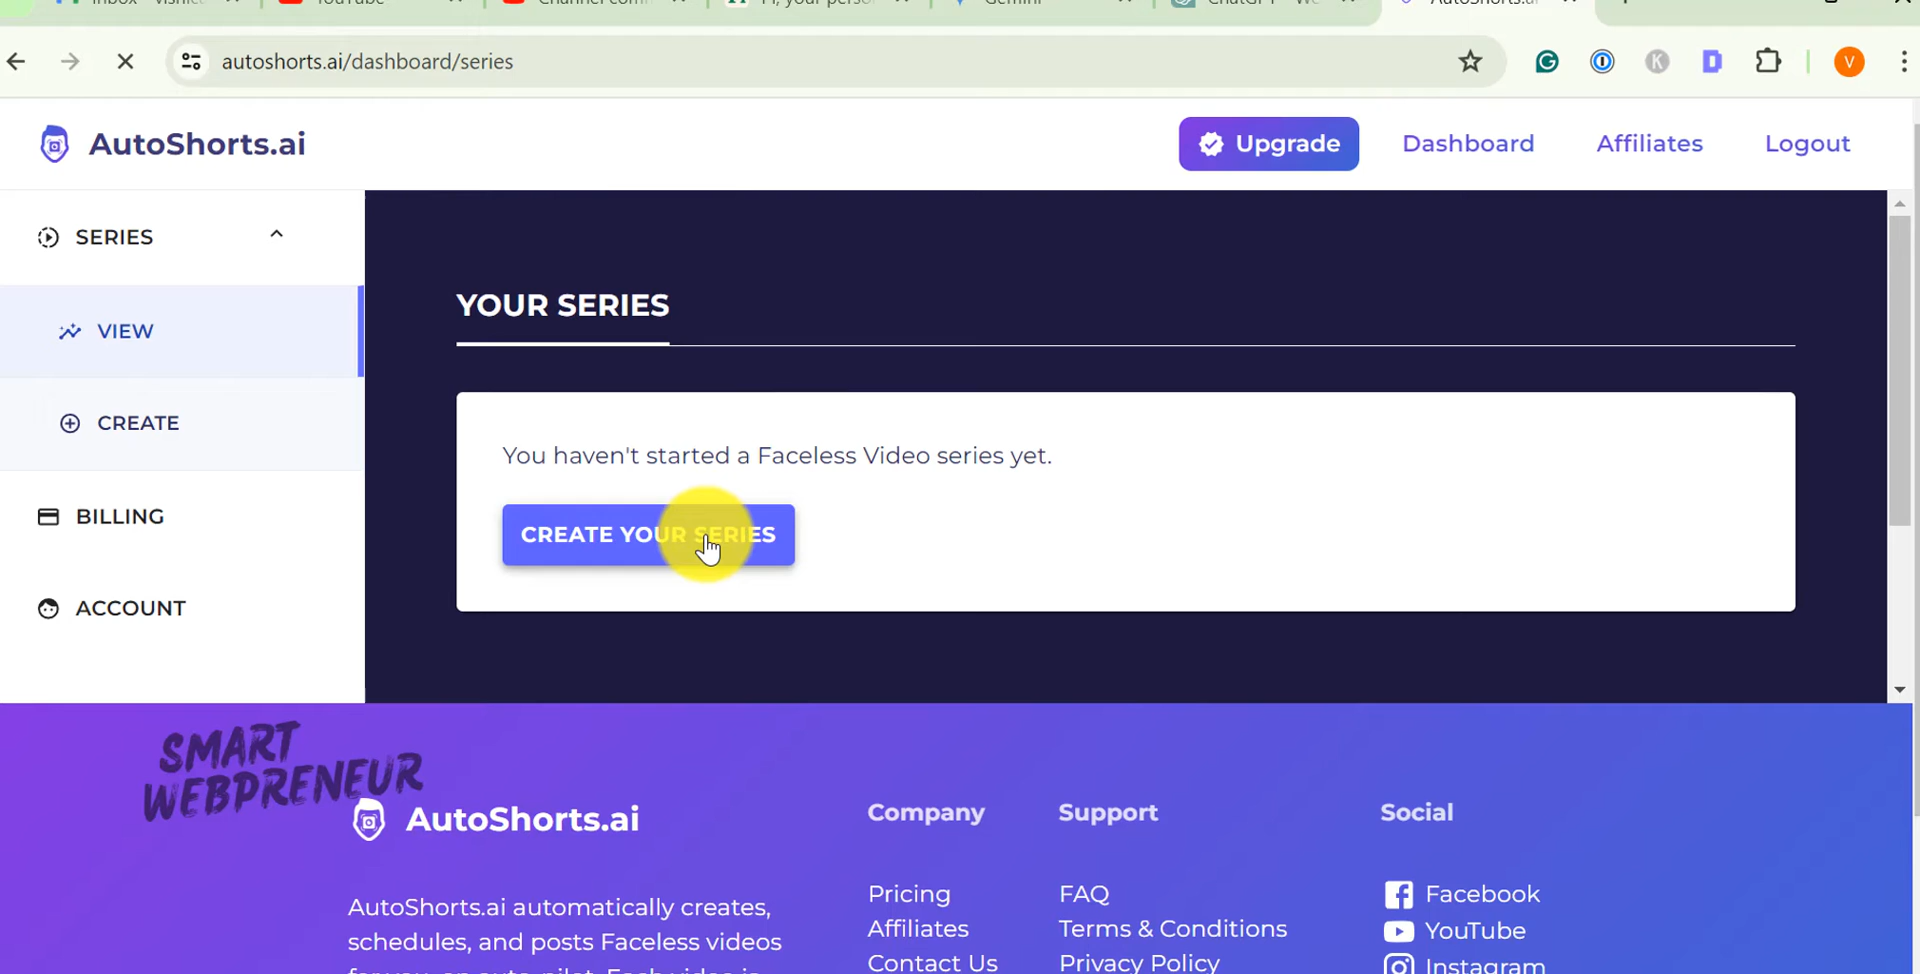 YouTube
Gemini
autoshorts.ai/dashboard/series
V
AutoShorts.ai
Upgrade
Dashboard
Affiliates
Logout
SERIES
VIEW
CREATE
BILLING
ACCOUNT
YOUR SERIES
You haven't started a Faceless Video series yet.
CREATE YOUR SERIES
SMART
WEBPRENEUR
AutoShorts.ai
AutoShorts.ai automatically creates,
schedules, and posts Faceless videos
Company
Pricing
Affiliates
Contact Us
Support
FAQ
Terms & Conditions
Privacy Policy
Social
Facebook
YouTube
Instagram